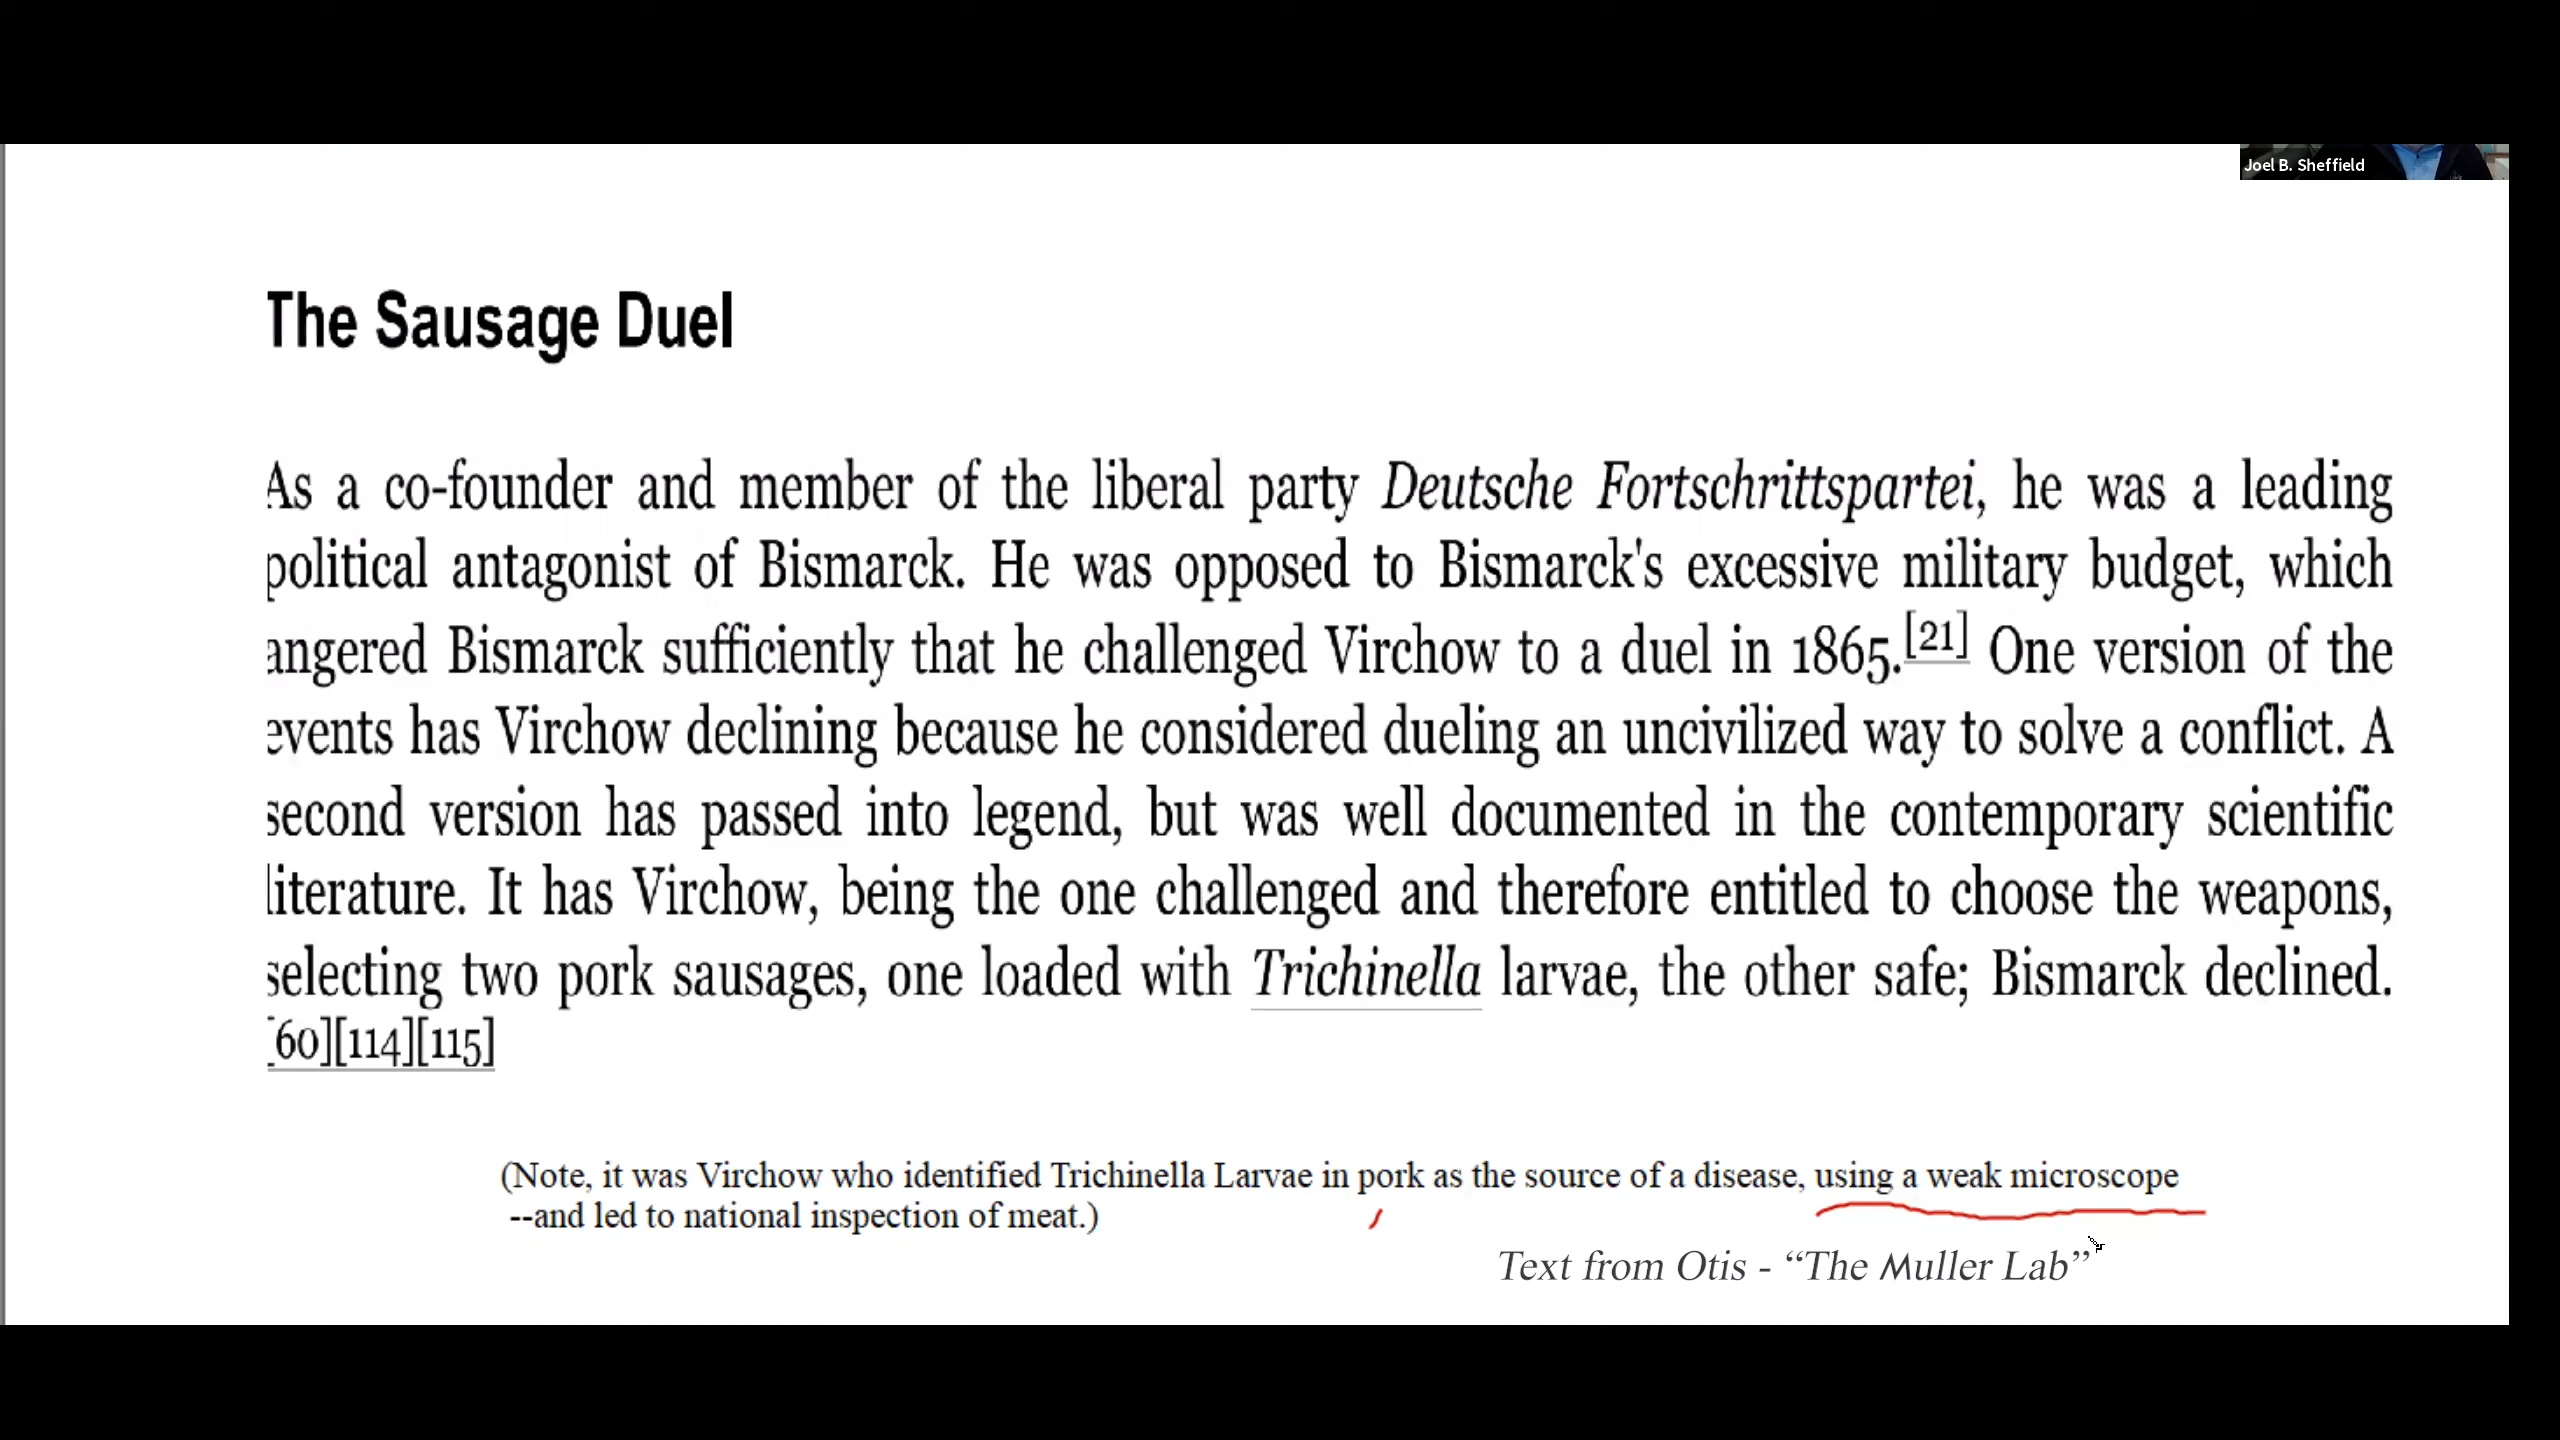 Joel B. Sheffield
The Sausage Duel
As a co-founder and member of the liberal party Deutsche Fortschrittspartei, he was a leading
political antagonist of Bismarck. He was opposed to Bismarck's excessive military budget, which
angered Bismarck sufficiently that he challenged Virchow to a duel in 1865.[21] One version of the
events has Virchow declining because he considered dueling an uncivilized way to solve a conflict. A
second version has passed into legend, but was well documented in the contemporary scientific
literature. It has Virchow, being the one challenged and therefore entitled to choose the weapons,
selecting two pork sausages, one loaded with Trichinella larvae, the other safe; Bismarck declined.
[60][114][115]
(Note, it was Virchow who identified Trichinella Larvae in pork as the source of a disease, using a weak microscope
--and led to national inspection of meat.)
Text from Otis - “The Muller Lab”